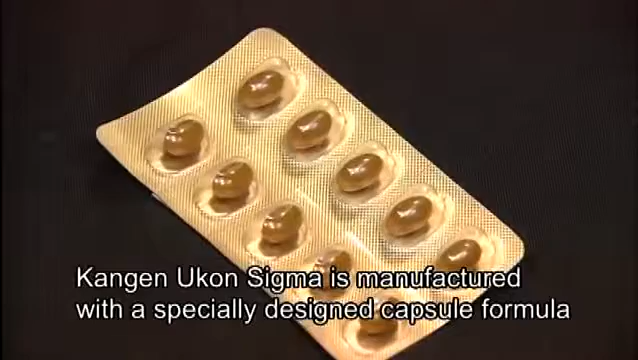 Kangen Ukon Sigma is manufactured
with a specially designed capsule formula